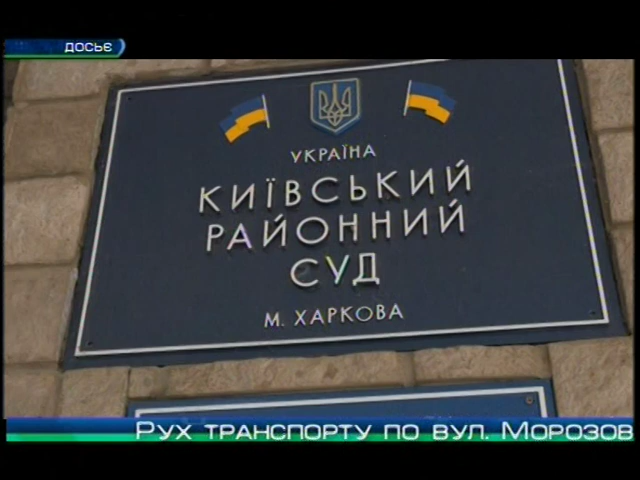 ДОСЬЄ
УКРАЇНА
КИЇВСЬКИЙ
РАЙОННИЙ
СУД
М. ХАРКОВА
РУХ ТРАНСПОРТУ ПО ВУЛ. МОРОЗОВ